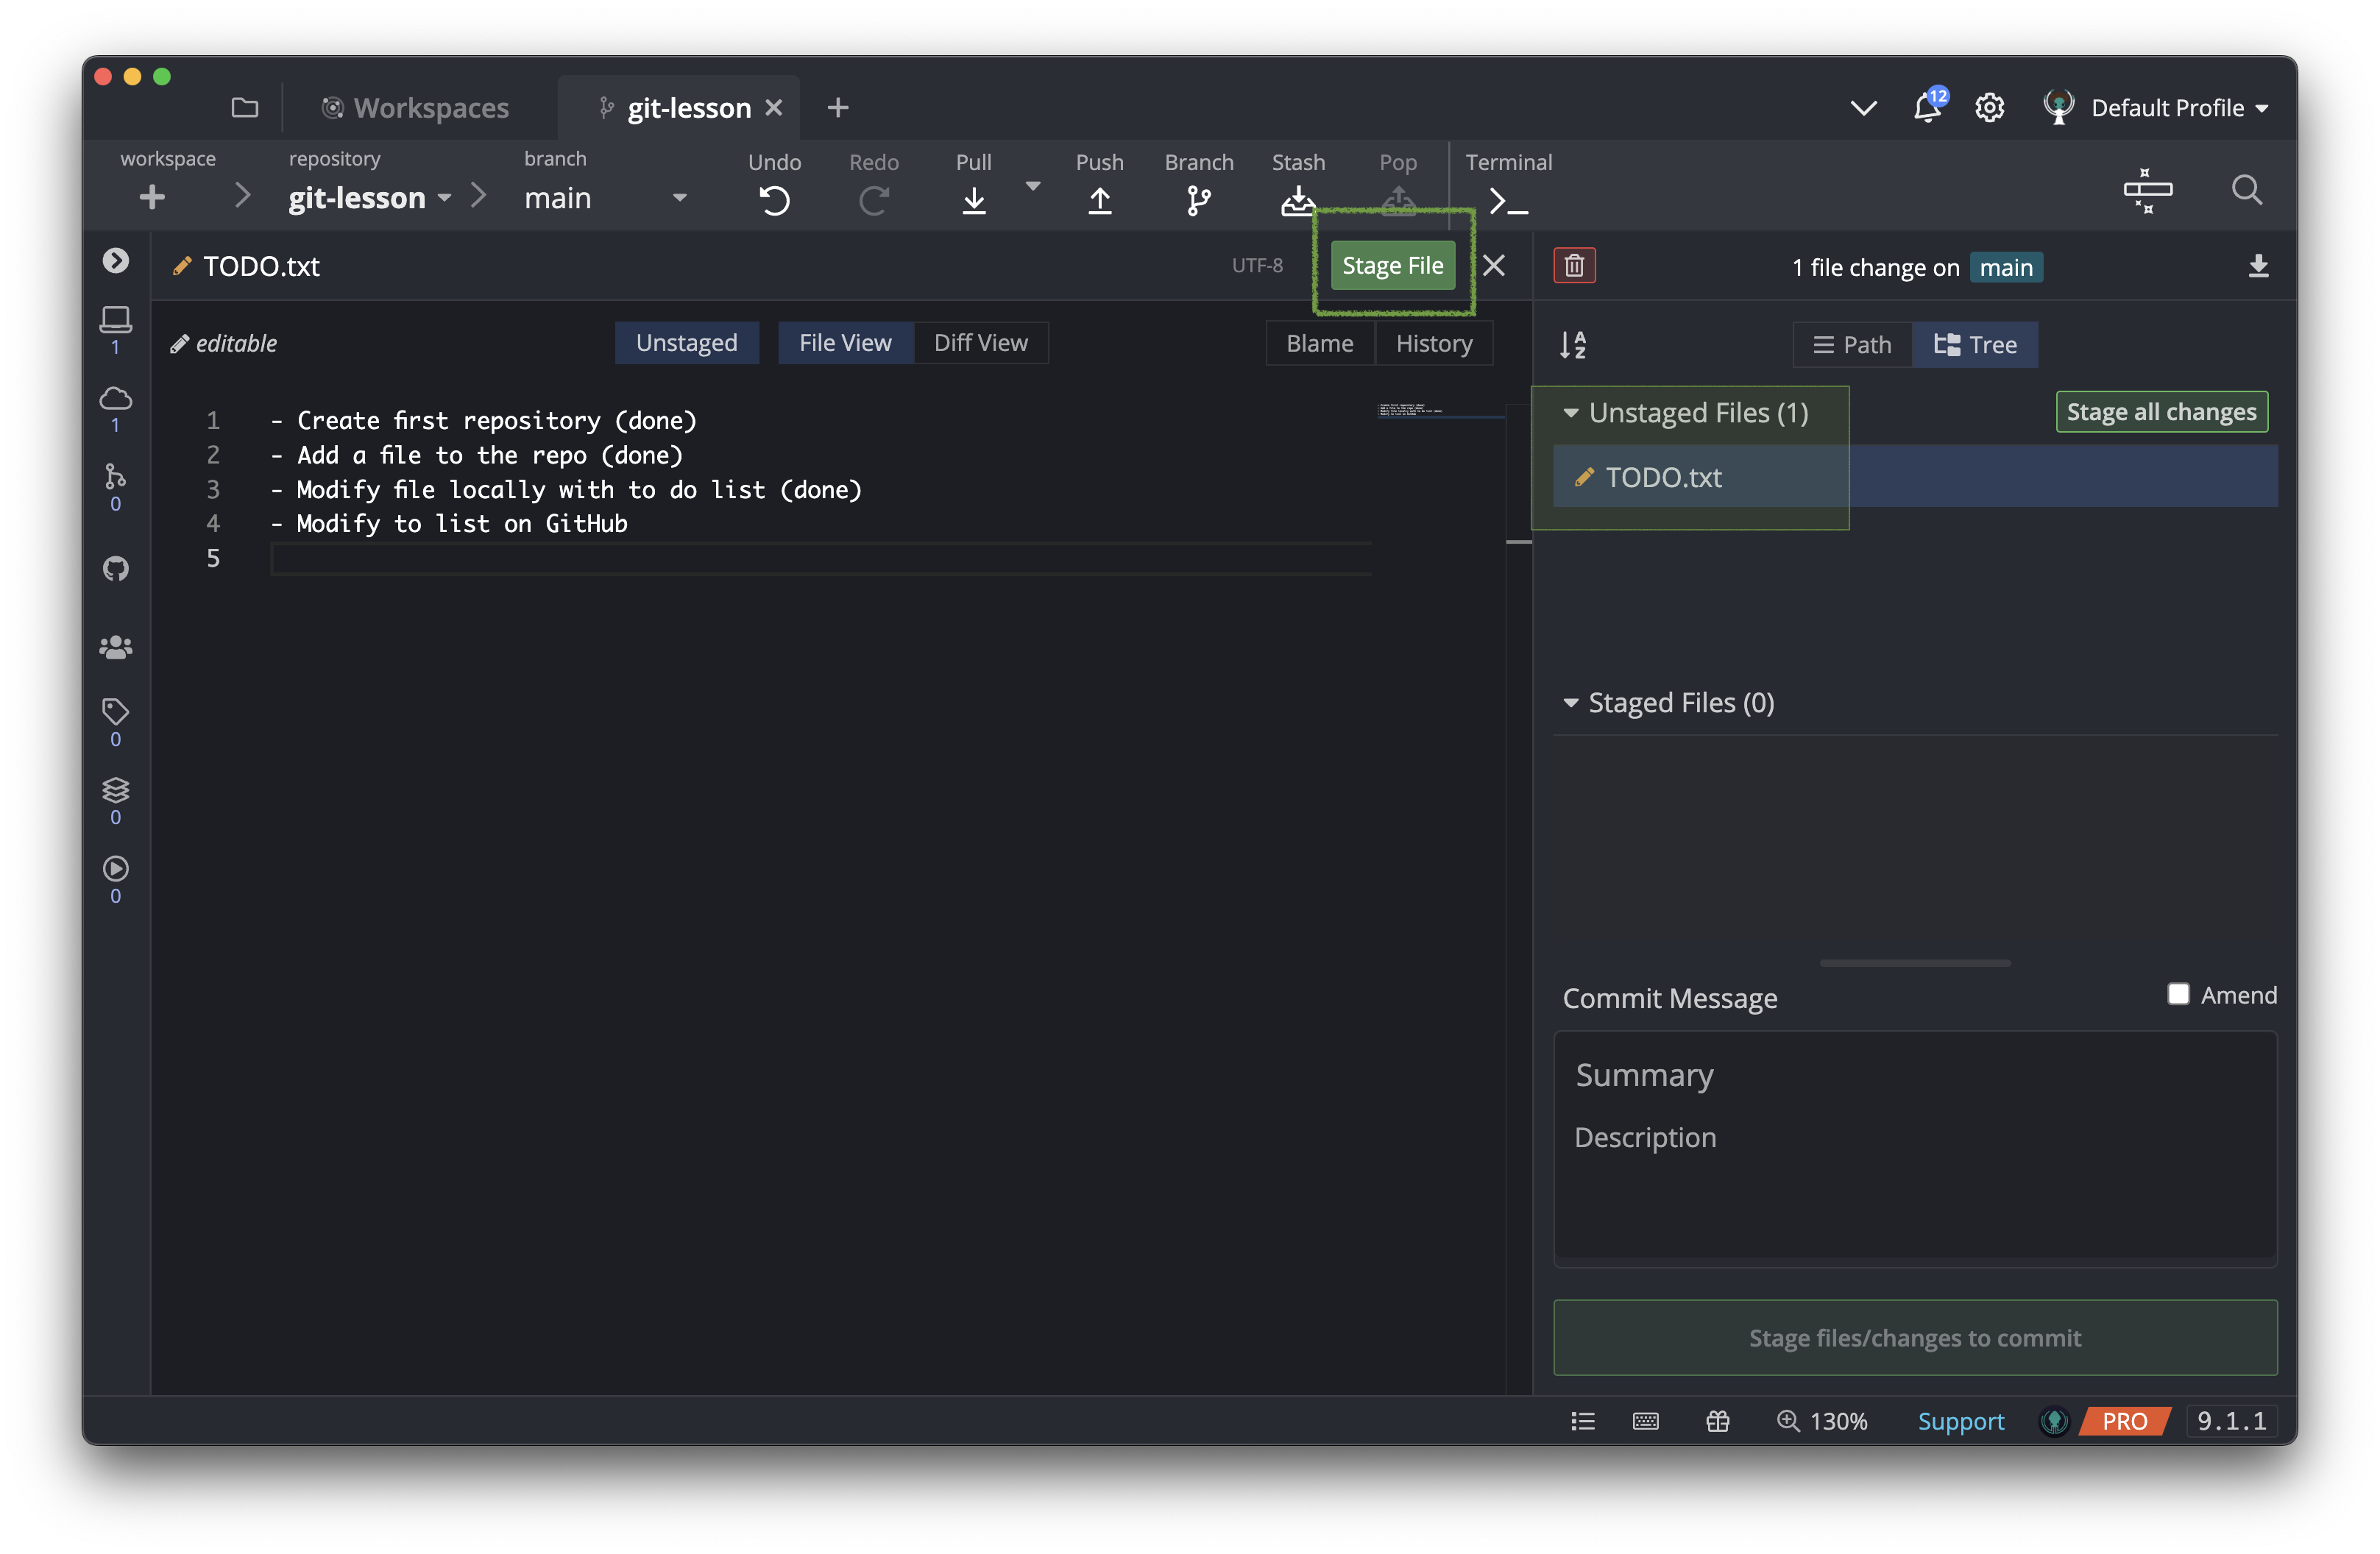 Workspaces
git-lesson
12
Default Profile
workspace
repository
git-lesson
branch
main
Undo
Redo
Pull
Push
Branch
Stash
Pop
Terminal
TODO.txt
UTF-8
Stage File
1 file change on main
editable
Unstaged
File View
Diff View
Blame
History
A
Z
Path
Tree
1
1
0
0
0
0
1 - Create first repository (done)
2 - Add a file to the repo (done)
3 - Modify file locally with to do list (done)
4 - Modify to list on GitHub
5
Unstaged Files (1)
Stage all changes
TODO.txt
Staged Files (0)
Commit Message
Amend
Summary
Description
Stage files/changes to commit
130%
Support
PRO
9.1.1